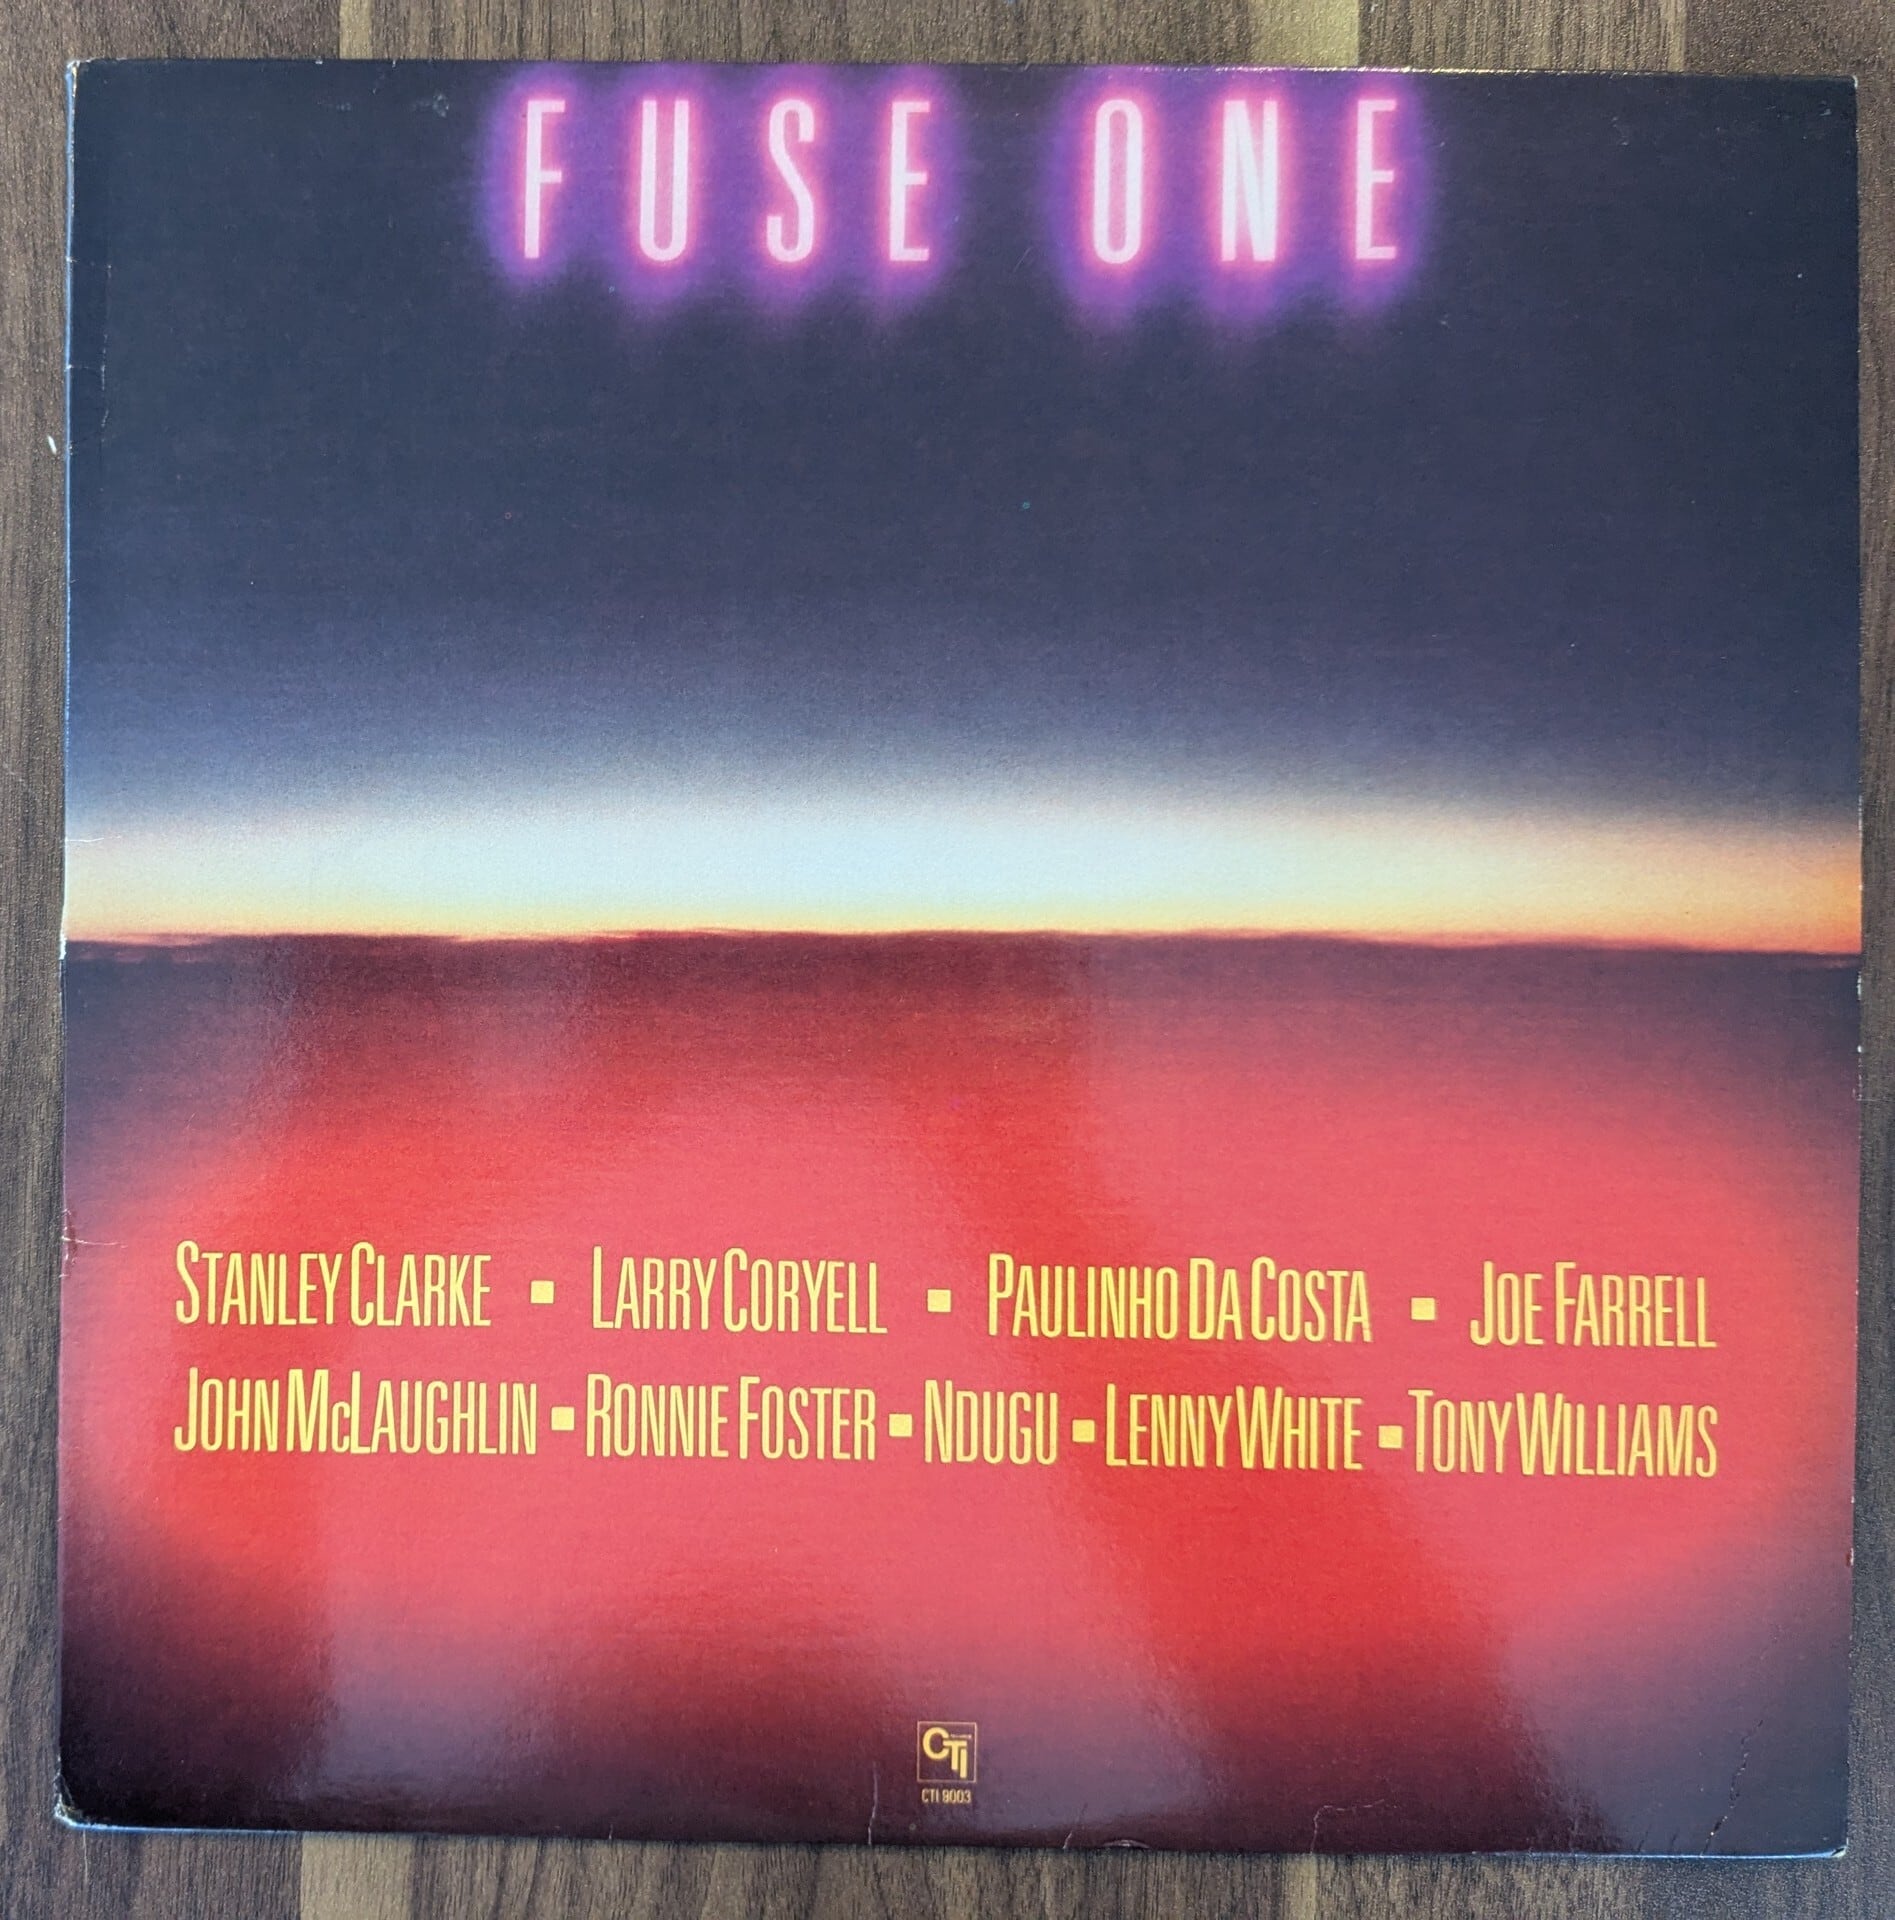 FUSE ONE
STANLEY CLARKE ▪ LARRY CORYELL ▪ PAULINHO DA COSTA ▪ JOE FARRELL
JOHN McLAUGHLIN ▪ RONNIE FOSTER ▪ NDUGU ▪ LENNY WHITE ▪ TONY WILLIAMS
CTI
CTI 9003